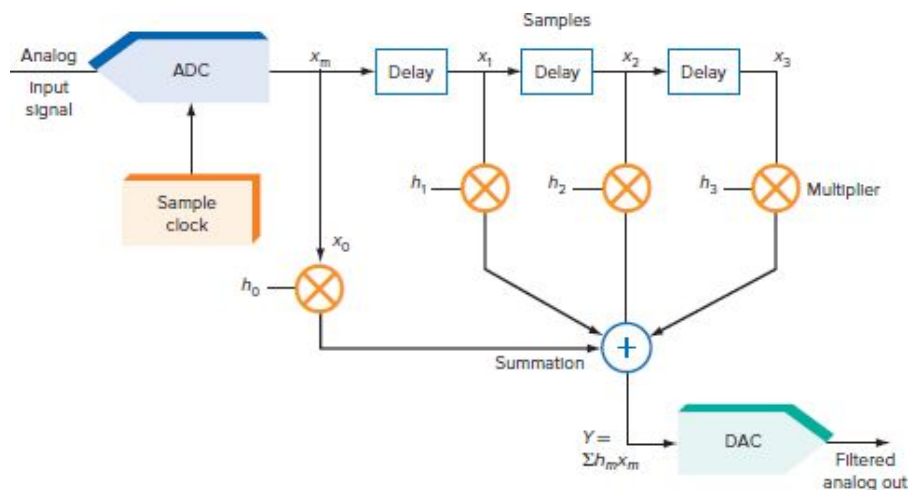 Samples
Analog
Input
signal
ADC
xₘ
Delay
x₁
Delay
x₂
Delay
x₃
Sample
clock
h₁
h₂
h₃
Multiplier
x₀
h₀
Summation
+
Y =
Σhₘxₘ
DAC
Filtered
analog out